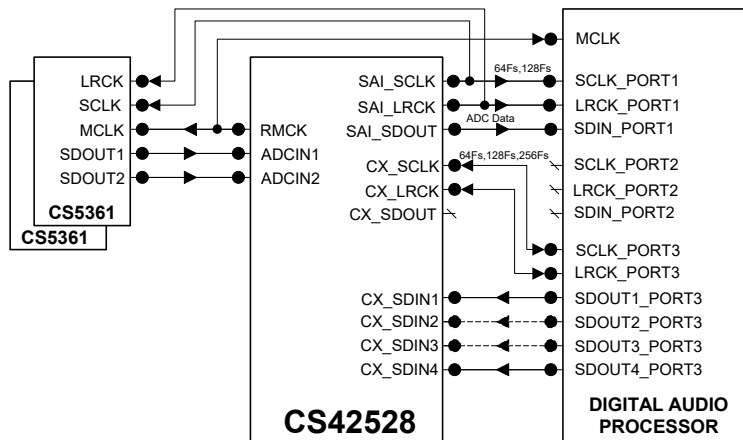 MCLK
64Fs,128Fs
LRCK SAI_SCLK SCLK_PORT1
SCLK SAI_LRCK LRCK_PORT1
ADC Data
MCLK RMCK SAI_SDOUT SDIN_PORT1
SDOUT1 ADCIN1 64Fs,128Fs,256Fs
CX_SCLK SCLK_PORT2
SDOUT2 ADCIN2 CX_LRCK LRCK_PORT2
CS5361 CX_SDOUT SDIN_PORT2
CS5361
SCLK_PORT3
LRCK_PORT3
CX_SDIN1 SDOUT1_PORT3
CX_SDIN2 SDOUT2_PORT3
CX_SDIN3 SDOUT3_PORT3
CX_SDIN4 SDOUT4_PORT3
CS42528
DIGITAL AUDIO
PROCESSOR